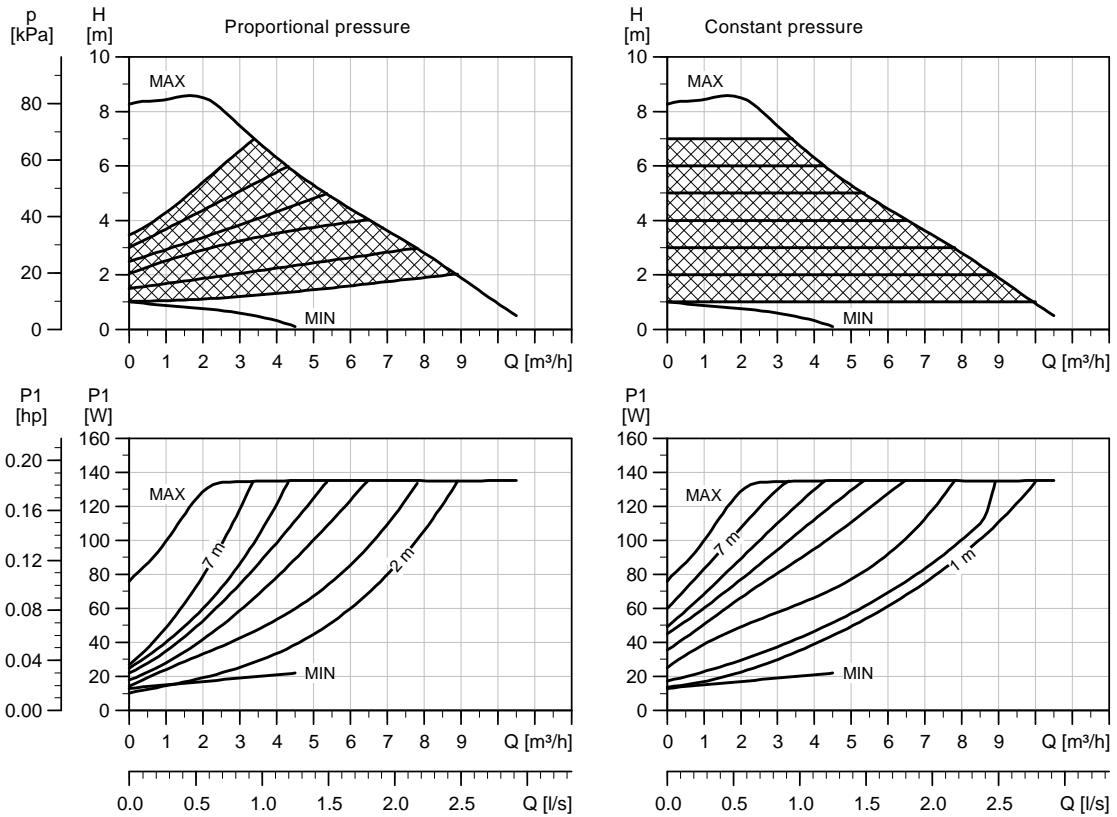 p H Proportional pressure H Constant pressure
[kPa] [m] [m]
10 10
MAX MAX
80 8 8
60 6 6
40 4 4
20 2 2
0 0 MIN 0 MIN
0 1 2 3 4 5 6 7 8 9 Q [m³/h] 0 1 2 3 4 5 6 7 8 9 Q [m³/h]
P1 P1 P1
[hp] [W] [W]
160 160
0.20 140 140
MAX MAX
0.16 120 120
100 100
7 m 2 m 7 m 1 m
0.12 80 80
0.08 60 60
40 40
0.04 20 MIN 20 MIN
0.00 0 0
0 1 2 3 4 5 6 7 8 9 Q [m³/h] 0 1 2 3 4 5 6 7 8 9 Q [m³/h]
0.0 0.5 1.0 1.5 2.0 2.5 Q [l/s] 0.0 0.5 1.0 1.5 2.0 2.5 Q [l/s]